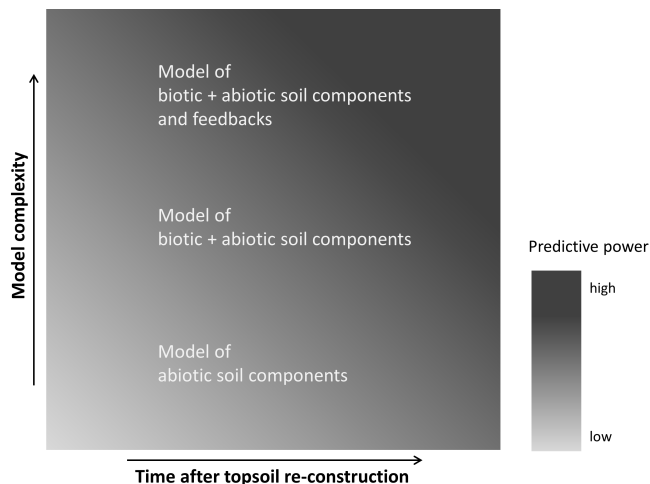 Model of
biotic + abiotic soil components
and feedbacks
Model of
biotic + abiotic soil components
Model of
abiotic soil components
Model complexity
Time after topsoil re-construction
Predictive power
high
low